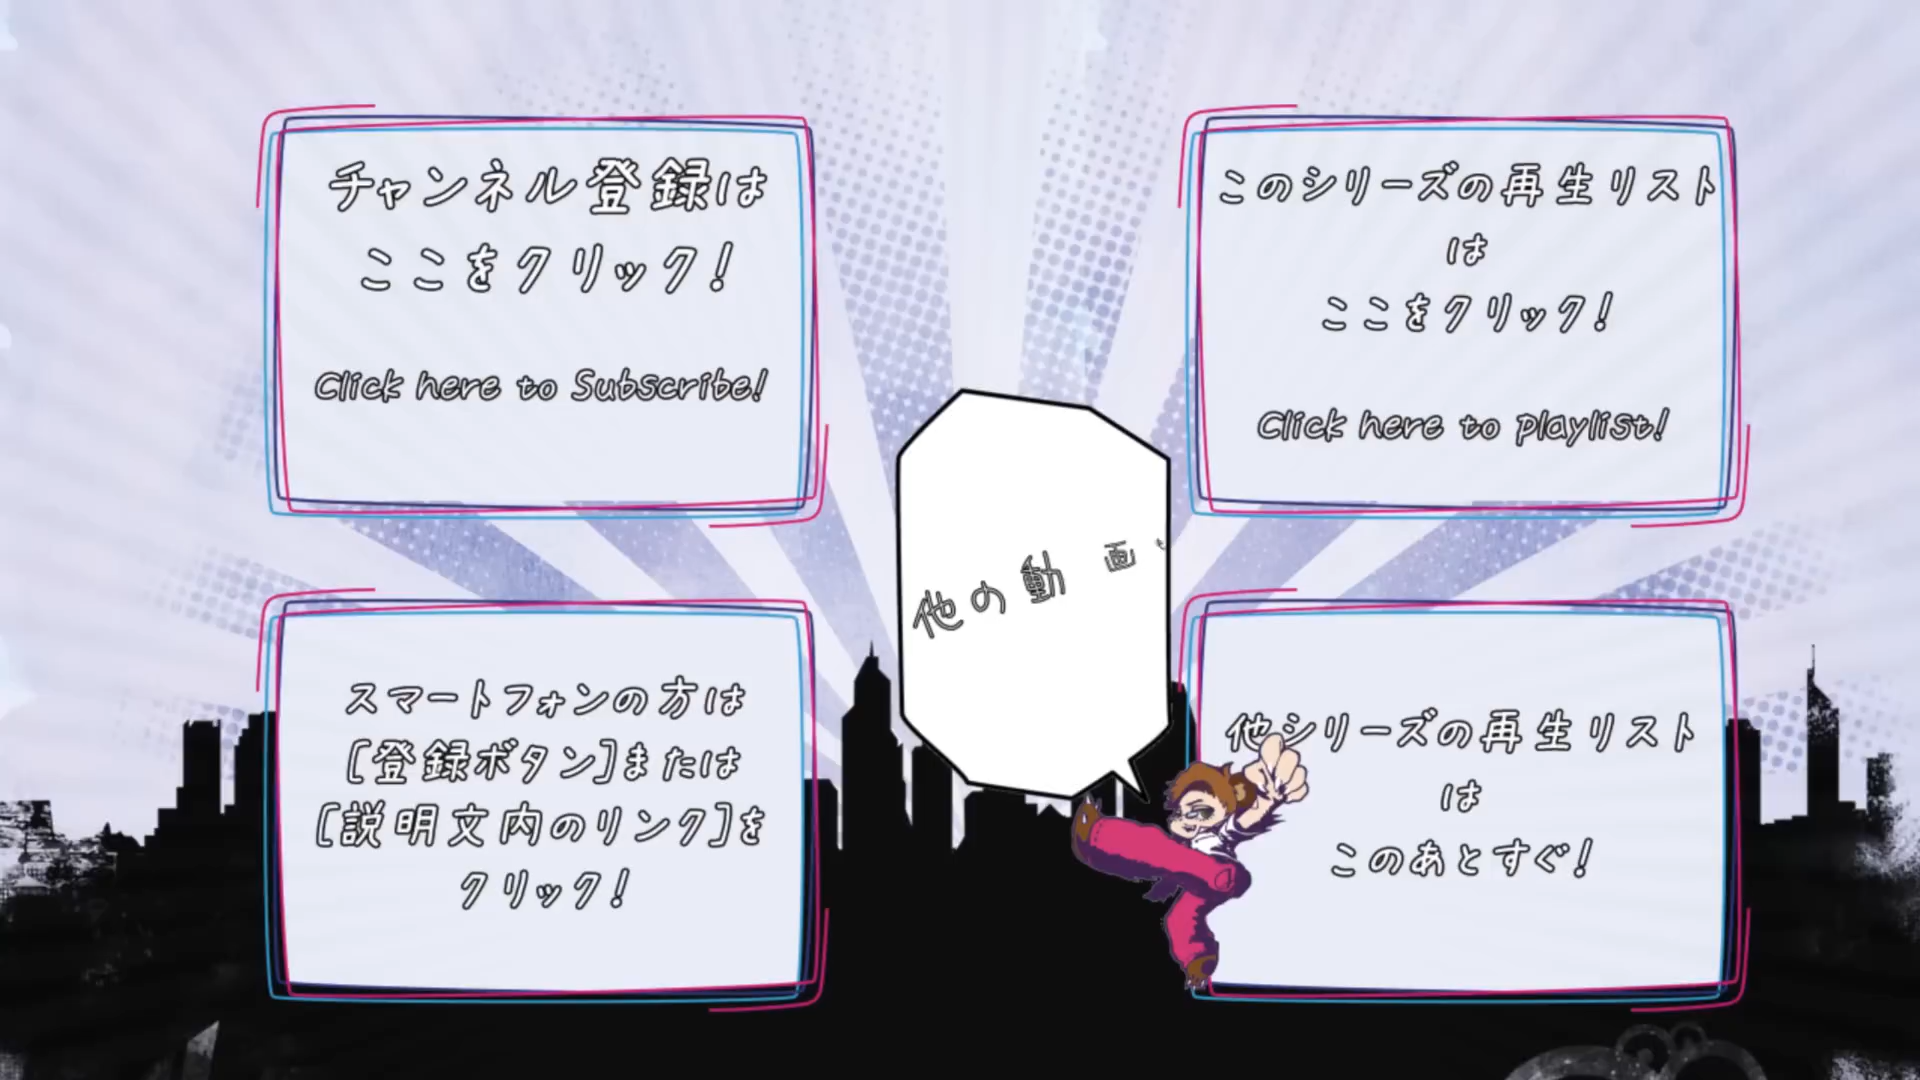 チャンネル登録は
ここをクリック!
Click here to Subscribe!
このシリーズの再生リスト
は
ここをクリック!
Click here to playlist!
他の動画
スマートフォンの方は
[登録ボタン]または
[説明文内のリンク]を
クリック!
他シリーズの再生リスト
は
このあとすぐ!